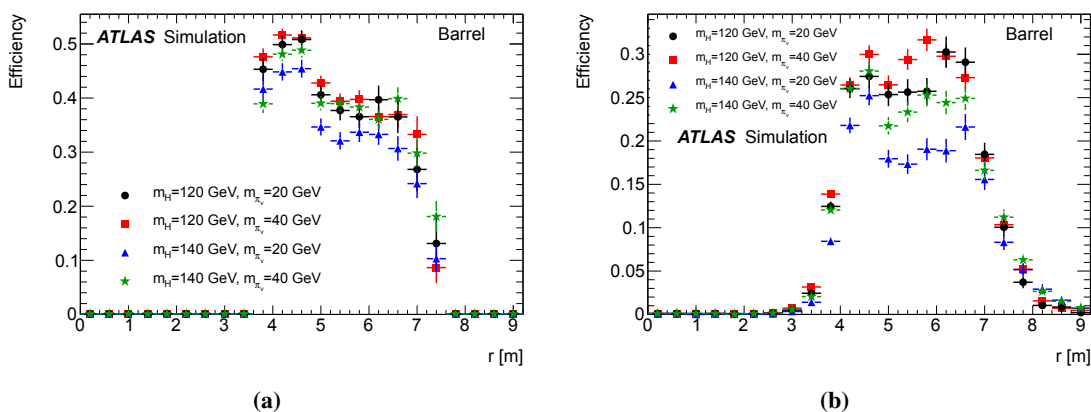 Efficiency
ATLAS Simulation
Barrel
0.5
0.4
0.3
0.2
0.1
0
m_H=120 GeV, m_πv=20 GeV
m_H=120 GeV, m_πv=40 GeV
m_H=140 GeV, m_πv=20 GeV
m_H=140 GeV, m_πv=40 GeV
0 1 2 3 4 5 6 7 8 9
r [m]
(a)
Efficiency
Barrel
m_H=120 GeV, m_πv=20 GeV
m_H=120 GeV, m_πv=40 GeV
m_H=140 GeV, m_πv=20 GeV
m_H=140 GeV, m_πv=40 GeV
ATLAS Simulation
0.3
0.25
0.2
0.15
0.1
0.05
0
0 1 2 3 4 5 6 7 8 9
r [m]
(b)